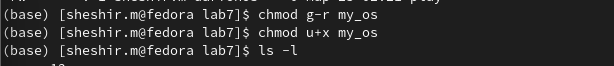 (base) [sheshir.m@fedora lab7]$ chmod g-r my_os
(base) [sheshir.m@fedora lab7]$ chmod u+x my_os
(base) [sheshir.m@fedora lab7]$ ls -l